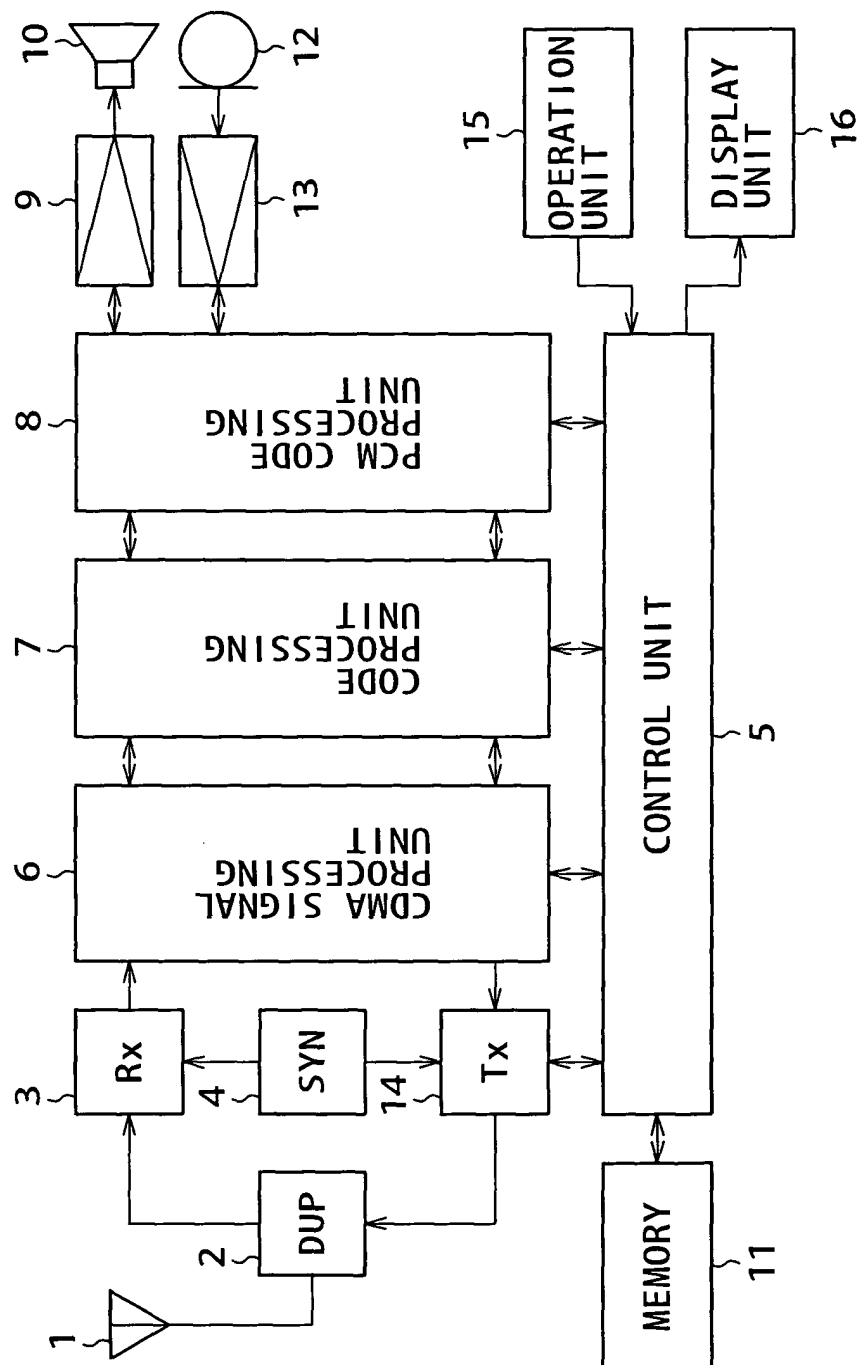 10
12
9
13
15
OPERATION
UNIT
DISPLAY
UNIT
16
8
PCM CODE
PROCESSING
UNIT
7
CODE
PROCESSING
UNIT
6
CDMA SIGNAL
PROCESSING
UNIT
CONTROL UNIT
5
3
Rx
4
SYN
14
Tx
2
DUP
1
MEMORY
11